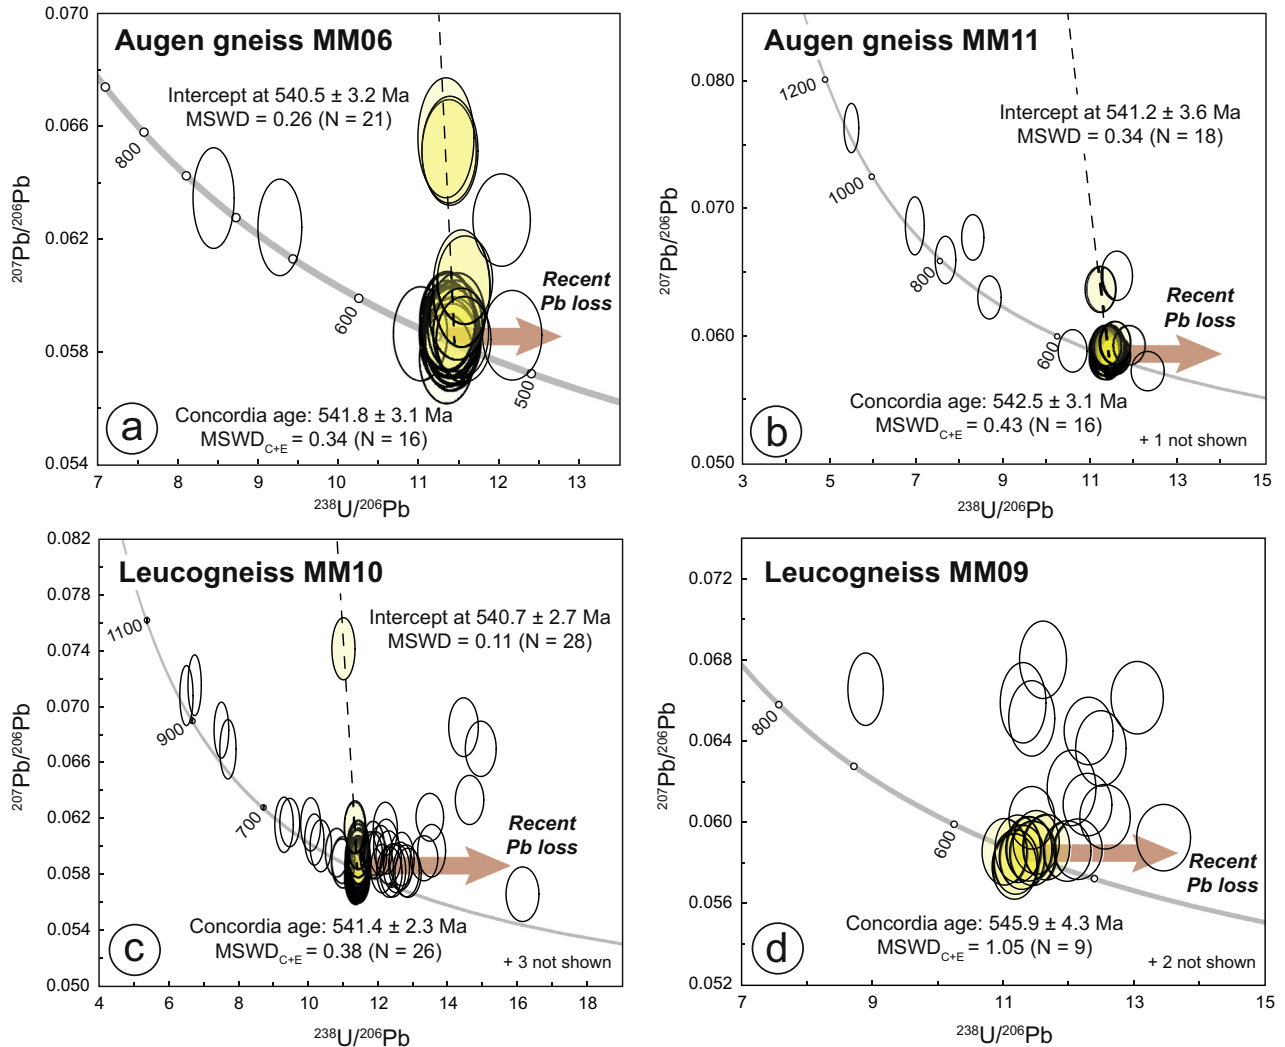 Augen gneiss MM06
Intercept at 540.5 ± 3.2 Ma
MSWD = 0.26 (N = 21)
0.070
0.066
0.062
0.058
0.054
²⁰⁷Pb/²⁰⁶Pb
800
600
500
Recent
Pb loss
Concordia age: 541.8 ± 3.1 Ma
MSWD_C+E = 0.34 (N = 16)
a
7 8 9 10 11 12 13
²³⁸U/²⁰⁶Pb
Augen gneiss MM11
Intercept at 541.2 ± 3.6 Ma
MSWD = 0.34 (N = 18)
0.080
0.070
0.060
0.050
²⁰⁷Pb/²⁰⁶Pb
1200
1000
800
600
Recent
Pb loss
Concordia age: 542.5 ± 3.1 Ma
MSWD_C+E = 0.43 (N = 16)
+ 1 not shown
b
3 5 7 9 11 13 15
²³⁸U/²⁰⁶Pb
Leucogneiss MM10
Intercept at 540.7 ± 2.7 Ma
MSWD = 0.11 (N = 28)
0.082
0.078
0.074
0.070
0.066
0.062
0.058
0.054
0.050
²⁰⁷Pb/²⁰⁶Pb
1100
900
700
Recent
Pb loss
Concordia age: 541.4 ± 2.3 Ma
MSWD_C+E = 0.38 (N = 26)
+ 3 not shown
c
4 6 8 10 12 14 16 18
²³⁸U/²⁰⁶Pb
Leucogneiss MM09
0.072
0.068
0.064
0.060
0.056
0.052
²⁰⁷Pb/²⁰⁶Pb
800
600
Recent
Pb loss
Concordia age: 545.9 ± 4.3 Ma
MSWD_C+E = 1.05 (N = 9)
+ 2 not shown
d
7 9 11 13 15
²³⁸U/²⁰⁶Pb